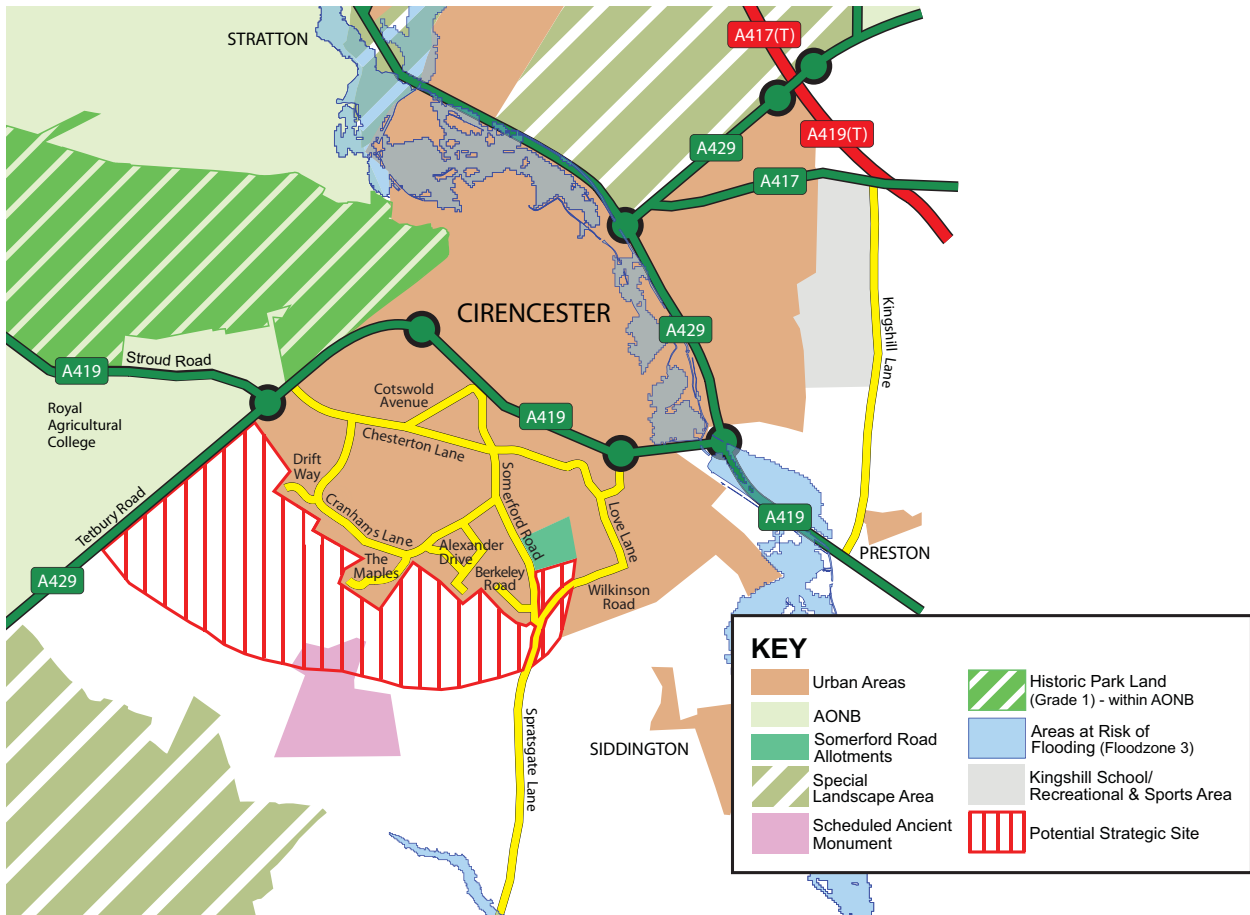 STRATTON
A417(T)
A419(T)
A429
A417
CIRENCESTER
A429
Kingshill Lane
A419
Stroud Road
Royal
Agricultural
College
Cotswold
Avenue
A419
Chesterton Lane
Drift
Way
Somerford Road
Love Lane
Tetbury Road
Cranhams Lane
A419
PRESTON
A429
The
Maples
Alexander
Drive
Berkeley
Road
Wilkinson
Road
Spratsgate Lane
SIDDINGTON
KEY
Urban Areas
AONB
Somerford Road
Allotments
Special
Landscape Area
Scheduled Ancient
Monument
Historic Park Land
(Grade 1) - within AONB
Areas at Risk of
Flooding (Floodzone 3)
Kingshill School/
Recreational & Sports Area
Potential Strategic Site